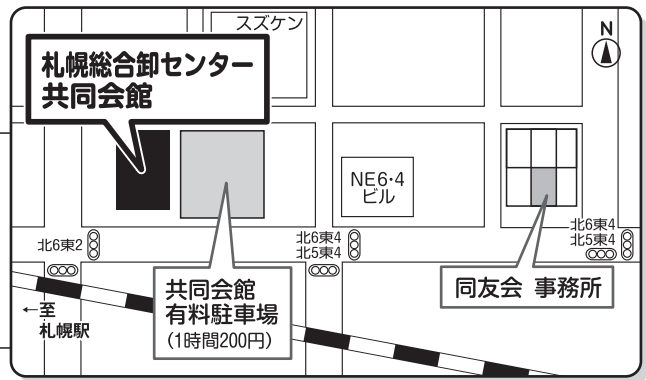 スズケン
N
札幌総合卸センター
共同会館
NE6・4
ビル
北6東2
北6東4
北5東4
北6東4
北5東4
共同会館
有料駐車場
(1時間200円)
同友会 事務所
←至
札幌駅